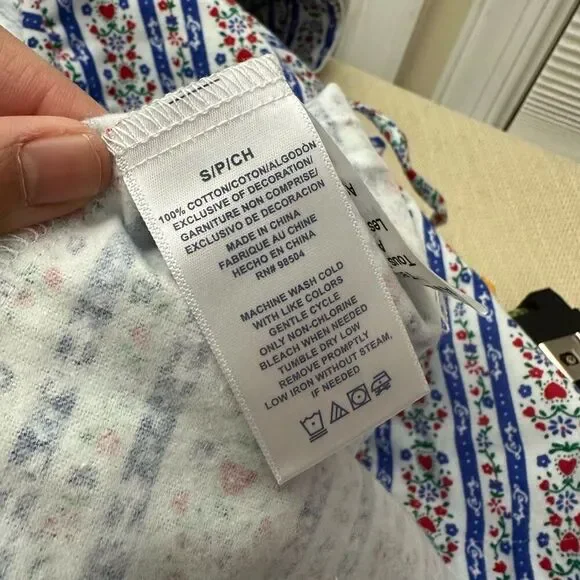 S/P/CH
100% COTTON/COTON/ALGODÓN
EXCLUSIVE OF DECORATION/
GARNITURE NON COMPRISE/
EXCLUSIVO DE DECORACION
MADE IN CHINA
FABRIQUE AU CHINE
HECHO EN CHINA
RN# 98504
MACHINE WASH COLD
WITH LIKE COLORS
GENTLE CYCLE
ONLY NON-CHLORINE
BLEACH WHEN NEEDED
TUMBLE DRY LOW
REMOVE PROMPTLY
LOW IRON WITHOUT STEAM,
IF NEEDED